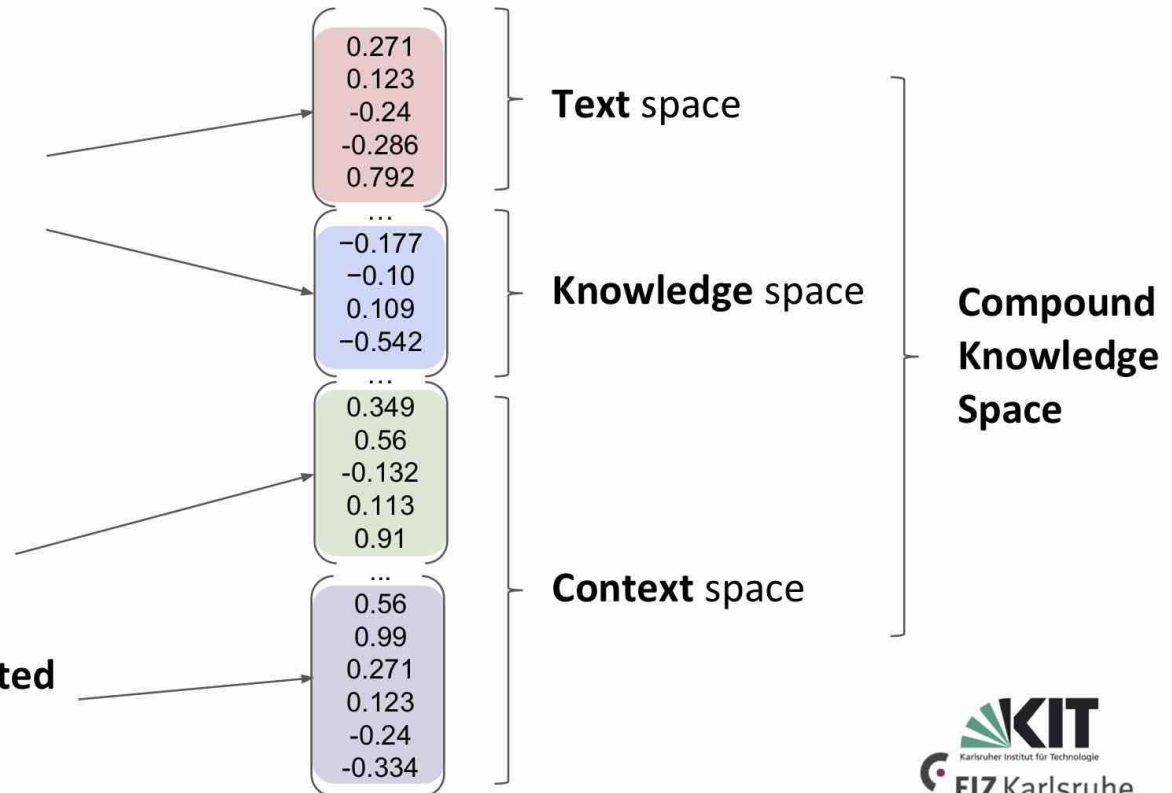 0.271
0.123
-0.24
-0.286
0.792
...
Text space
−0.177
−0.10
0.109
−0.542
...
Knowledge space
0.349
0.56
-0.132
0.113
0.91
...
0.56
0.99
0.271
0.123
-0.24
-0.334
Context space
Compound
Knowledge
Space
ted
KIT
Karlsruher Institut für Technologie
FIZ Karlsruhe